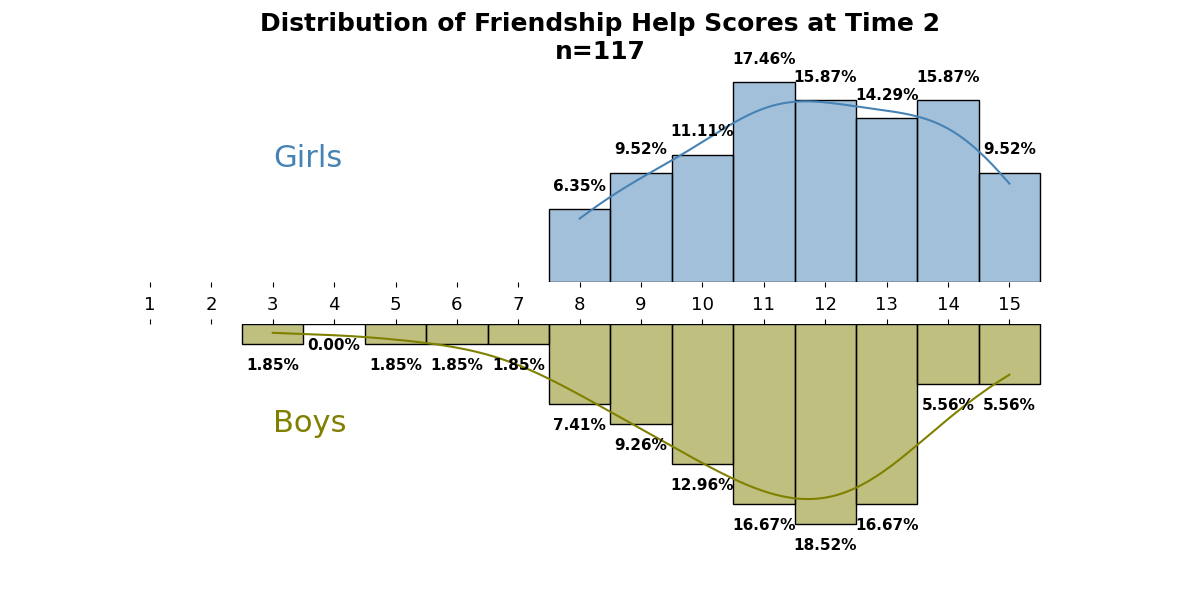 Distribution of Friendship Help Scores at Time 2
n=117
17.46%
15.87% 15.87%
14.29%
11.11%
9.52% 9.52%
Girls
6.35%
1 2 3 4 5 6 7 8 9 10 11 12 13 14 15
0.00%
1.85% 1.85% 1.85% 1.85%
5.56% 5.56%
Boys
7.41%
9.26%
12.96%
16.67% 16.67%
18.52%